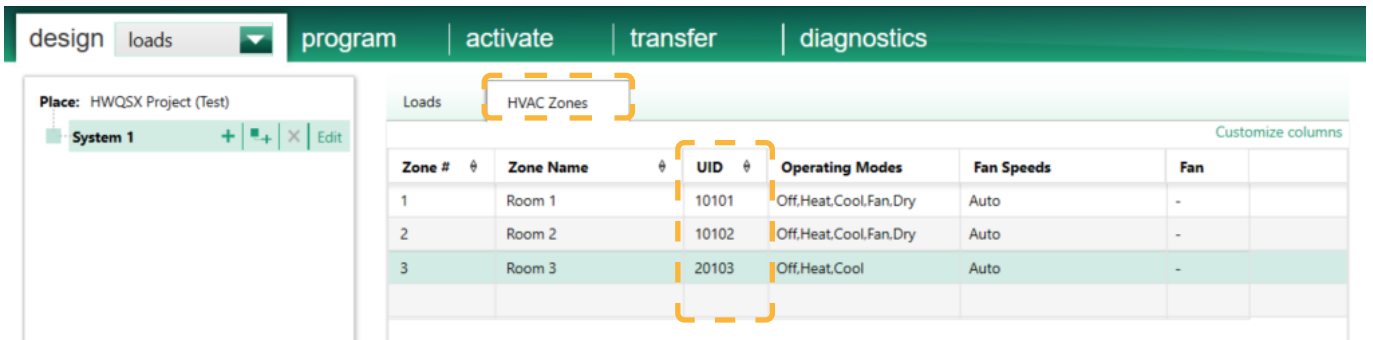 design loads program activate transfer diagnostics
Place: HWQSX Project (Test)
System 1 Edit
Loads HVAC Zones
Customize columns
Zone # Zone Name UID Operating Modes Fan Speeds Fan
1 Room 1 10101 Off,Heat,Cool,Fan,Dry Auto -
2 Room 2 10102 Off,Heat,Cool,Fan,Dry Auto -
3 Room 3 20103 Off,Heat,Cool Auto -